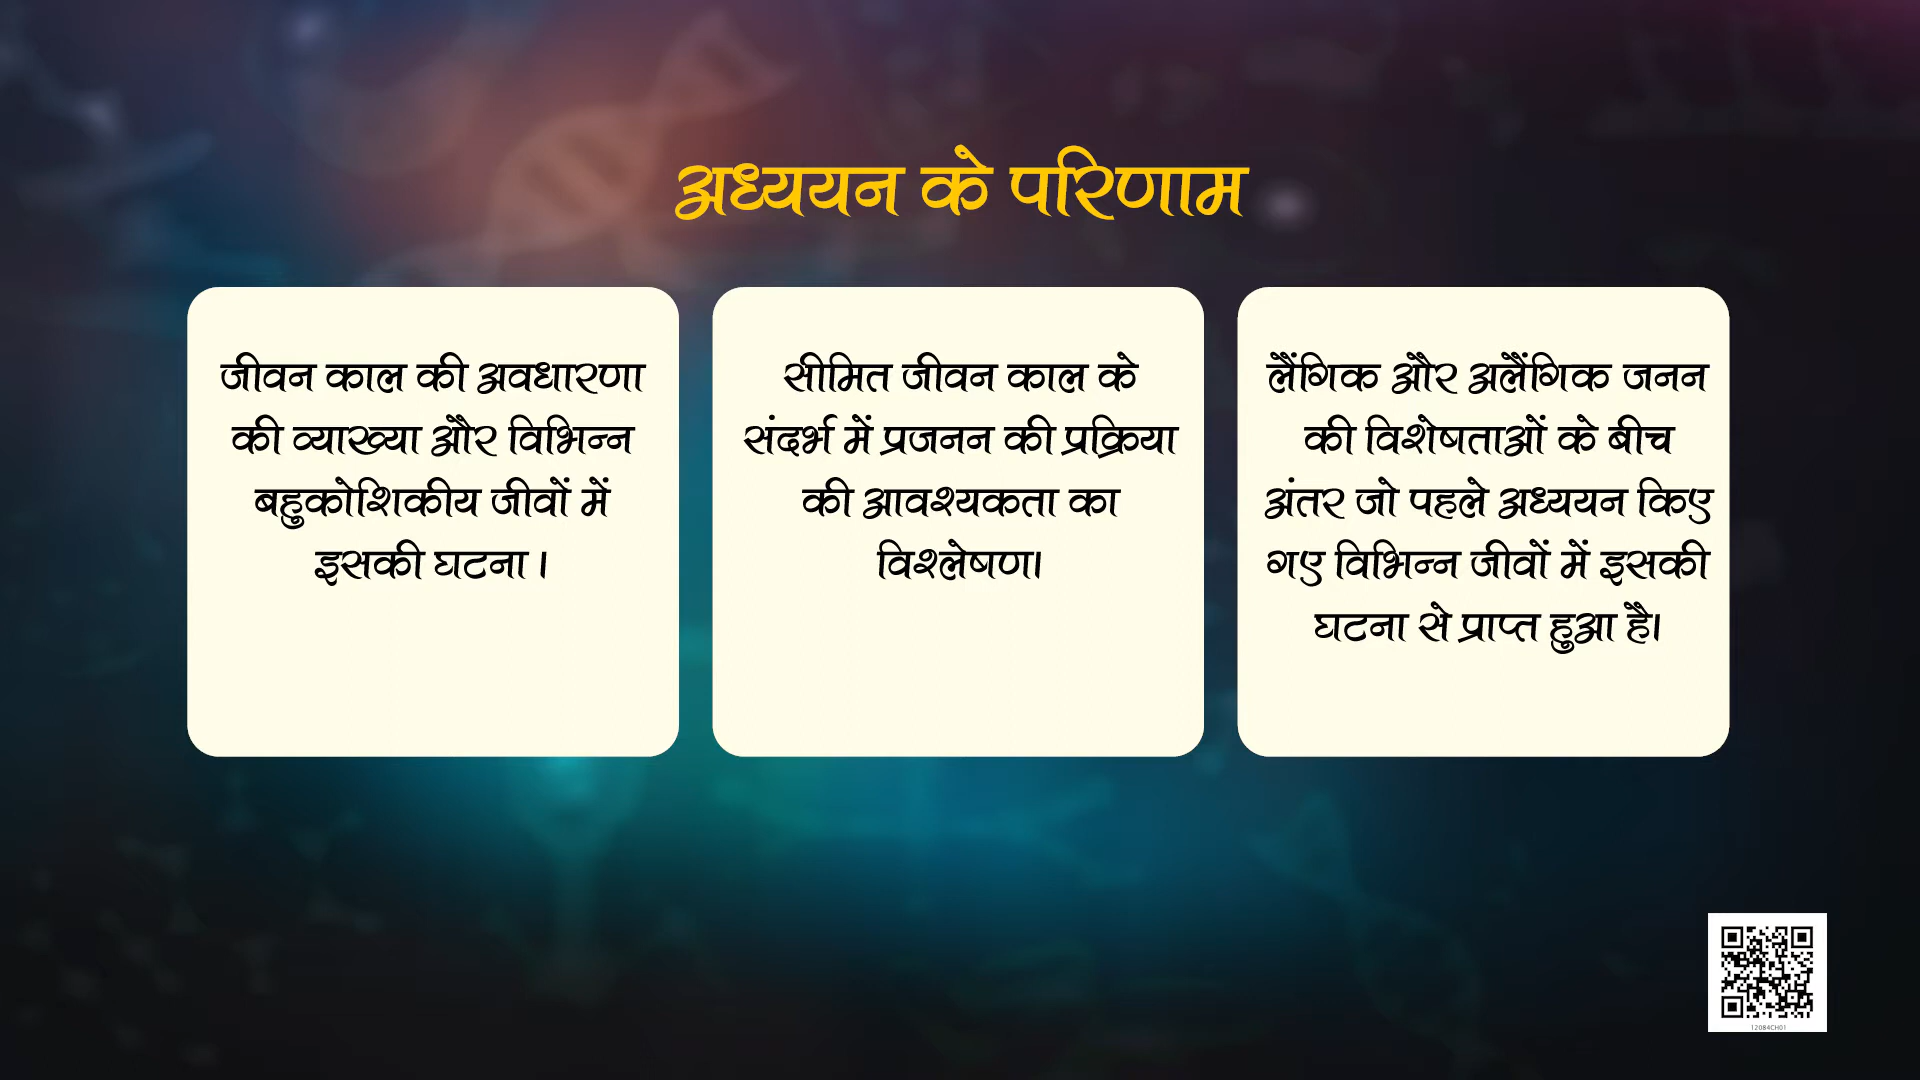 अध्ययन के परिणाम
जीवन काल की अवधारणा
की व्याख्या और विभिन्न
बहुकोशिकीय जीवों में
इसकी घटना ।
सीमित जीवन काल के
संदर्भ में प्रजनन की प्रक्रिया
की आवश्यकता का
विश्लेषण।
लैंगिक और अलैंगिक जनन
की विशेषताओं के बीच
अंतर जो पहले अध्ययन किए
गए विभिन्न जीवों में इसकी
घटना से प्राप्त हुआ है।
12084CH01